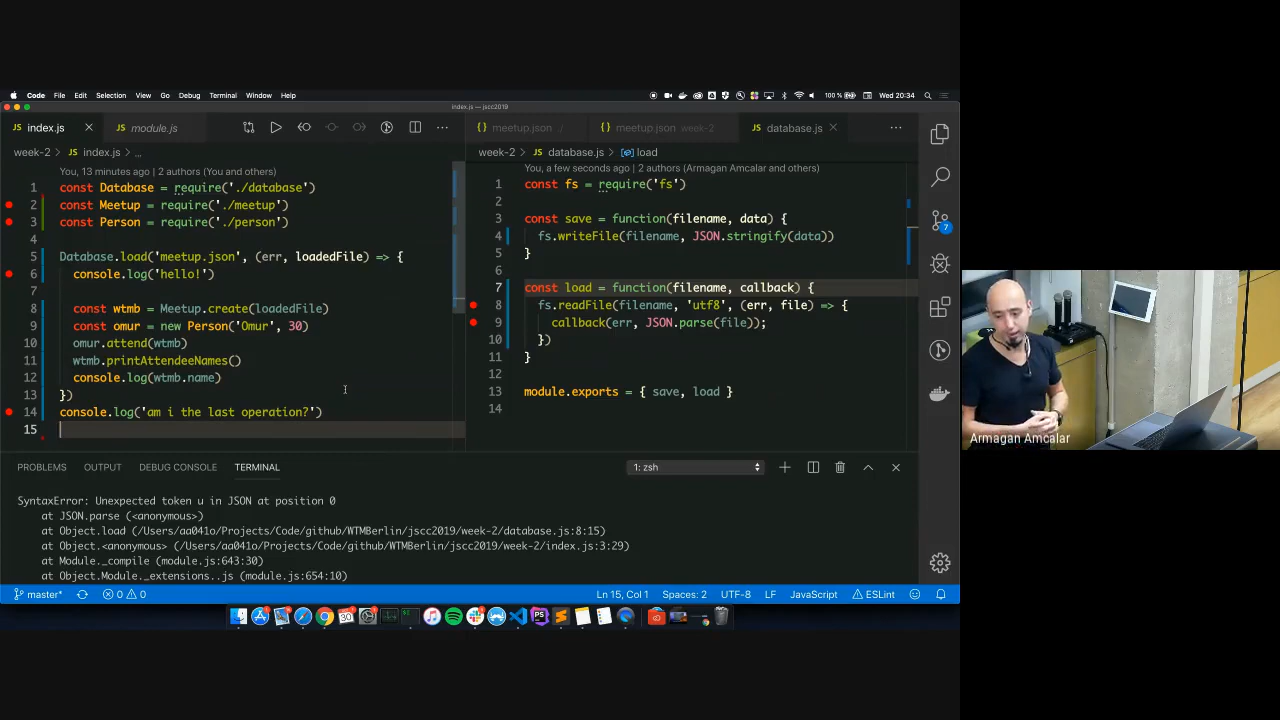 Code File Edit Selection View Go Debug Terminal Window Help 100 % Wed 20:34
index.js — jscc2019
index.js module.js
meetup.json / meetup.json week-2 database.js
week-2 > index.js > ...
week-2 > database.js > load
You, 13 minutes ago | 2 authors (You and others)
1 const Database = require('./database')
2 const Meetup = require('./meetup')
3 const Person = require('./person')
4
5 Database.load('meetup.json', (err, loadedFile) => {
6 console.log('hello!')
7
8 const wtmb = Meetup.create(loadedFile)
9 const omur = new Person('Omur', 30)
10 omur.attend(wtmb)
11 wtmb.printAttendeeNames()
12 console.log(wtmb.name)
13 })
14 console.log('am i the last operation?')
15
You, a few seconds ago | 2 authors (Armagan Amcalar and others)
1 const fs = require('fs')
2
3 const save = function(filename, data) {
4 fs.writeFile(filename, JSON.stringify(data))
5 }
6
7 const load = function(filename, callback) {
8 fs.readFile(filename, 'utf8', (err, file) => {
9 callback(err, JSON.parse(file));
10 })
11 }
12
13 module.exports = { save, load }
14
7
Armagan Amcalar
PROBLEMS OUTPUT DEBUG CONSOLE TERMINAL 1: zsh
SyntaxError: Unexpected token u in JSON at position 0
at JSON.parse (<anonymous>)
at Object.load (/Users/aa041o/Projects/Code/github/WTMBerlin/jscc2019/week-2/database.js:8:15)
at Object.<anonymous> (/Users/aa041o/Projects/Code/github/WTMBerlin/jscc2019/week-2/index.js:3:29)
at Module._compile (module.js:643:30)
at Object.Module._extensions..js (module.js:654:10)
master* 0 0 Ln 15, Col 1 Spaces: 2 UTF-8 LF JavaScript ESLint
30 PS